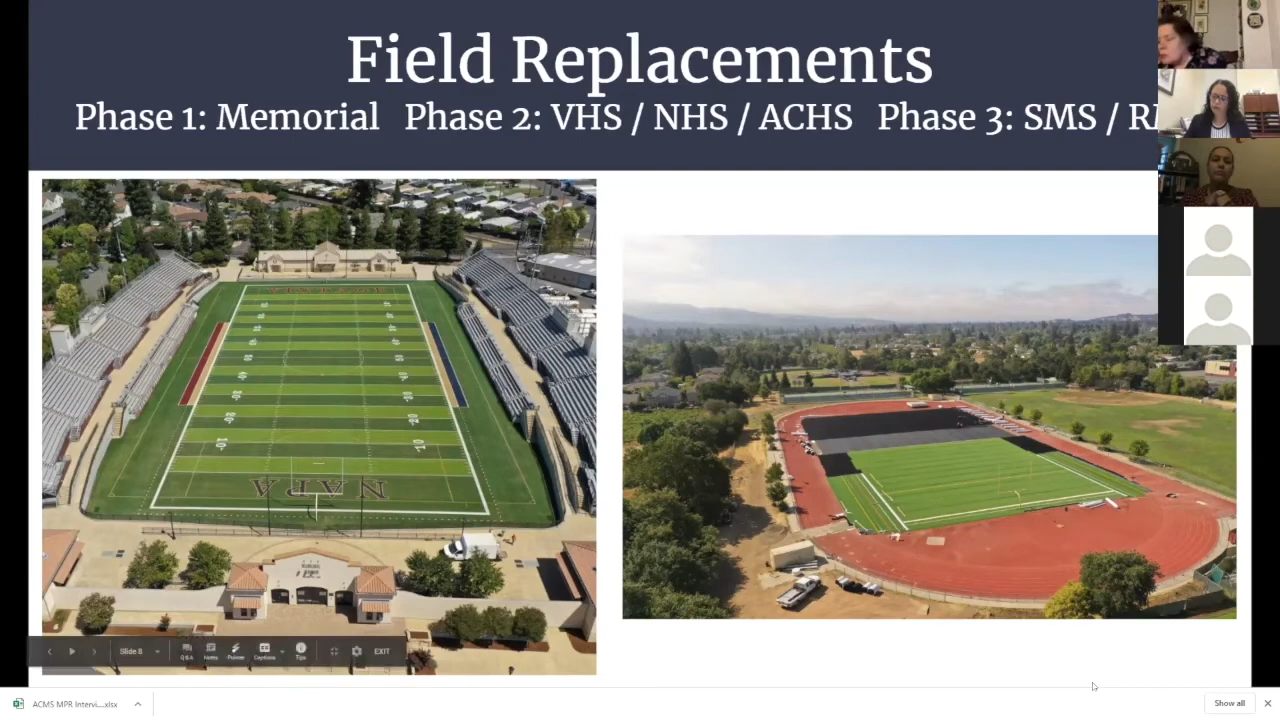 Field Replacements
Phase 1: Memorial Phase 2: VHS / NHS / ACHS Phase 3: SMS /
NAPA
Slide 8
Q&A
Notes
Pointer
Captions
Tips
EXIT
ACMS MPR Intervi....xlsx
Show all